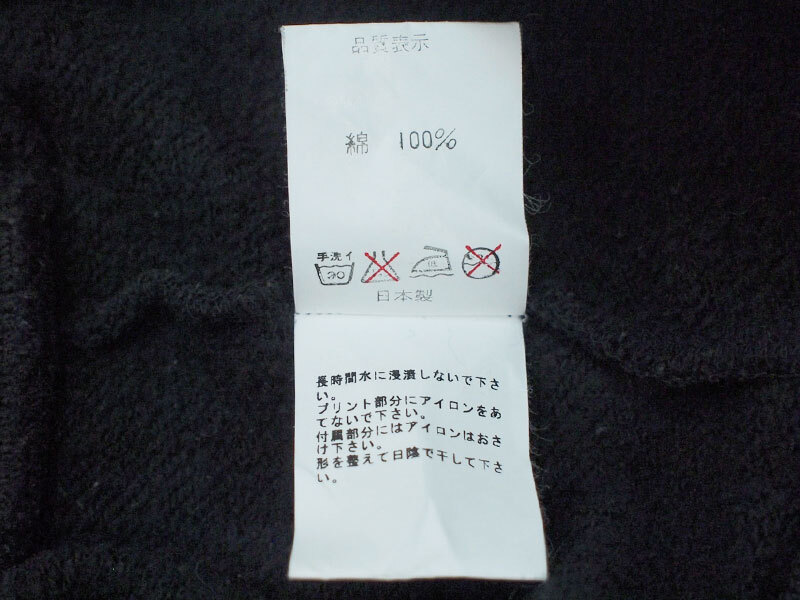 品質表示
綿 100%
手洗イ
30
日本製
長時間水に浸漬しないで下さ
い。
プリント部分にアイロンをあ
てないで下さい。
付属部分にはアイロンはおさ
け下さい。
形を整えて日陰で干して下さ
い。